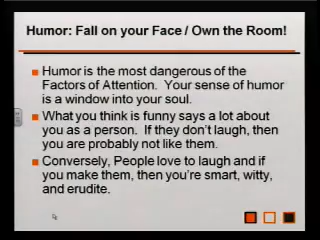 Humor: Fall on your Face / Own the Room!
Humor is the most dangerous of the
Factors of Attention. Your sense of humor
is a window into your soul.
What you think is funny says a lot about
you as a person. If they don't laugh, then
you are probably not like them.
Conversely, People love to laugh and if
you make them, then you're smart, witty,
and erudite.